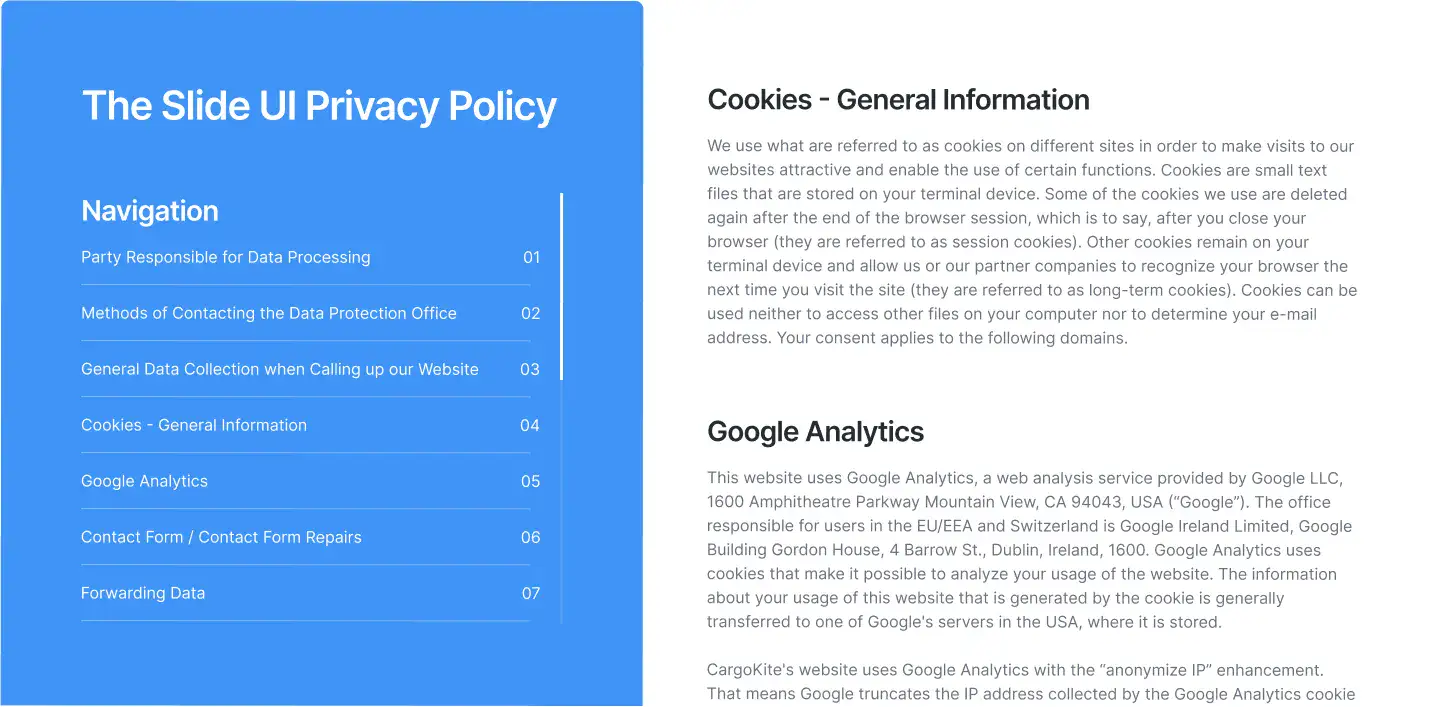 The Slide UI Privacy Policy
Navigation
Party Responsible for Data Processing 01
Methods of Contacting the Data Protection Office 02
General Data Collection when Calling up our Website 03
Cookies - General Information 04
Google Analytics 05
Contact Form / Contact Form Repairs 06
Forwarding Data 07
Cookies - General Information
We use what are referred to as cookies on different sites in order to make visits to our
websites attractive and enable the use of certain functions. Cookies are small text
files that are stored on your terminal device. Some of the cookies we use are deleted
again after the end of the browser session, which is to say, after you close your
browser (they are referred to as session cookies). Other cookies remain on your
terminal device and allow us or our partner companies to recognize your browser the
next time you visit the site (they are referred to as long-term cookies). Cookies can be
used neither to access other files on your computer nor to determine your e-mail
address. Your consent applies to the following domains.
Google Analytics
This website uses Google Analytics, a web analysis service provided by Google LLC,
1600 Amphitheatre Parkway Mountain View, CA 94043, USA (“Google”). The office
responsible for users in the EU/EEA and Switzerland is Google Ireland Limited, Google
Building Gordon House, 4 Barrow St., Dublin, Ireland, 1600. Google Analytics uses
cookies that make it possible to analyze your usage of the website. The information
about your usage of this website that is generated by the cookie is generally
transferred to one of Google's servers in the USA, where it is stored.
CargoKite's website uses Google Analytics with the “anonymize IP” enhancement.
That means Google truncates the IP address collected by the Google Analytics cookie